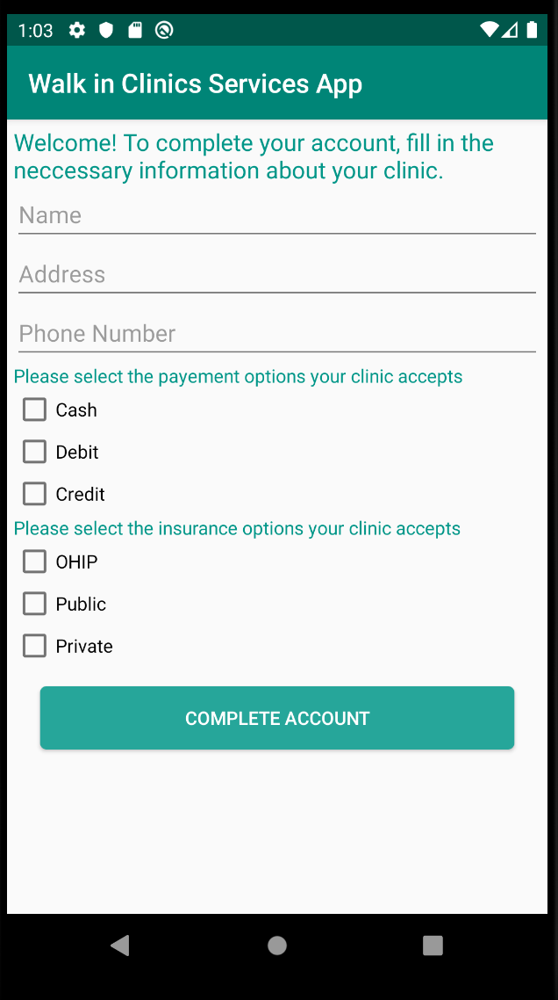 1:03
Walk in Clinics Services App
Welcome! To complete your account, fill in the
neccessary information about your clinic.
Name
Address
Phone Number
Please select the payement options your clinic accepts
Cash
Debit
Credit
Please select the insurance options your clinic accepts
OHIP
Public
Private
COMPLETE ACCOUNT